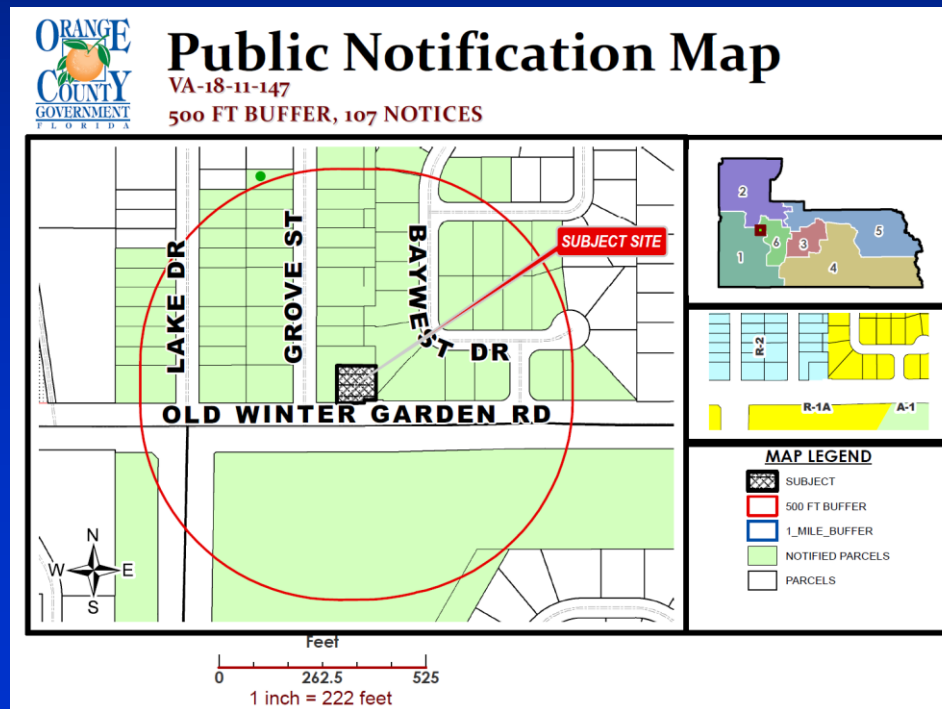 ORANGE
COUNTY
GOVERNMENT
FLORIDA
Public Notification Map
VA-18-11-147
500 FT BUFFER, 107 NOTICES
LAKE DR
GROVE ST
BAYWEST DR
SUBJECT SITE
OLD WINTER GARDEN RD
N
W E
S
2
1
6
3
4
5
R-2
R-1A
A-1
MAP LEGEND
SUBJECT
500 FT BUFFER
1_MILE_BUFFER
NOTIFIED PARCELS
PARCELS
Feet
0 262.5 525
1 inch = 222 feet